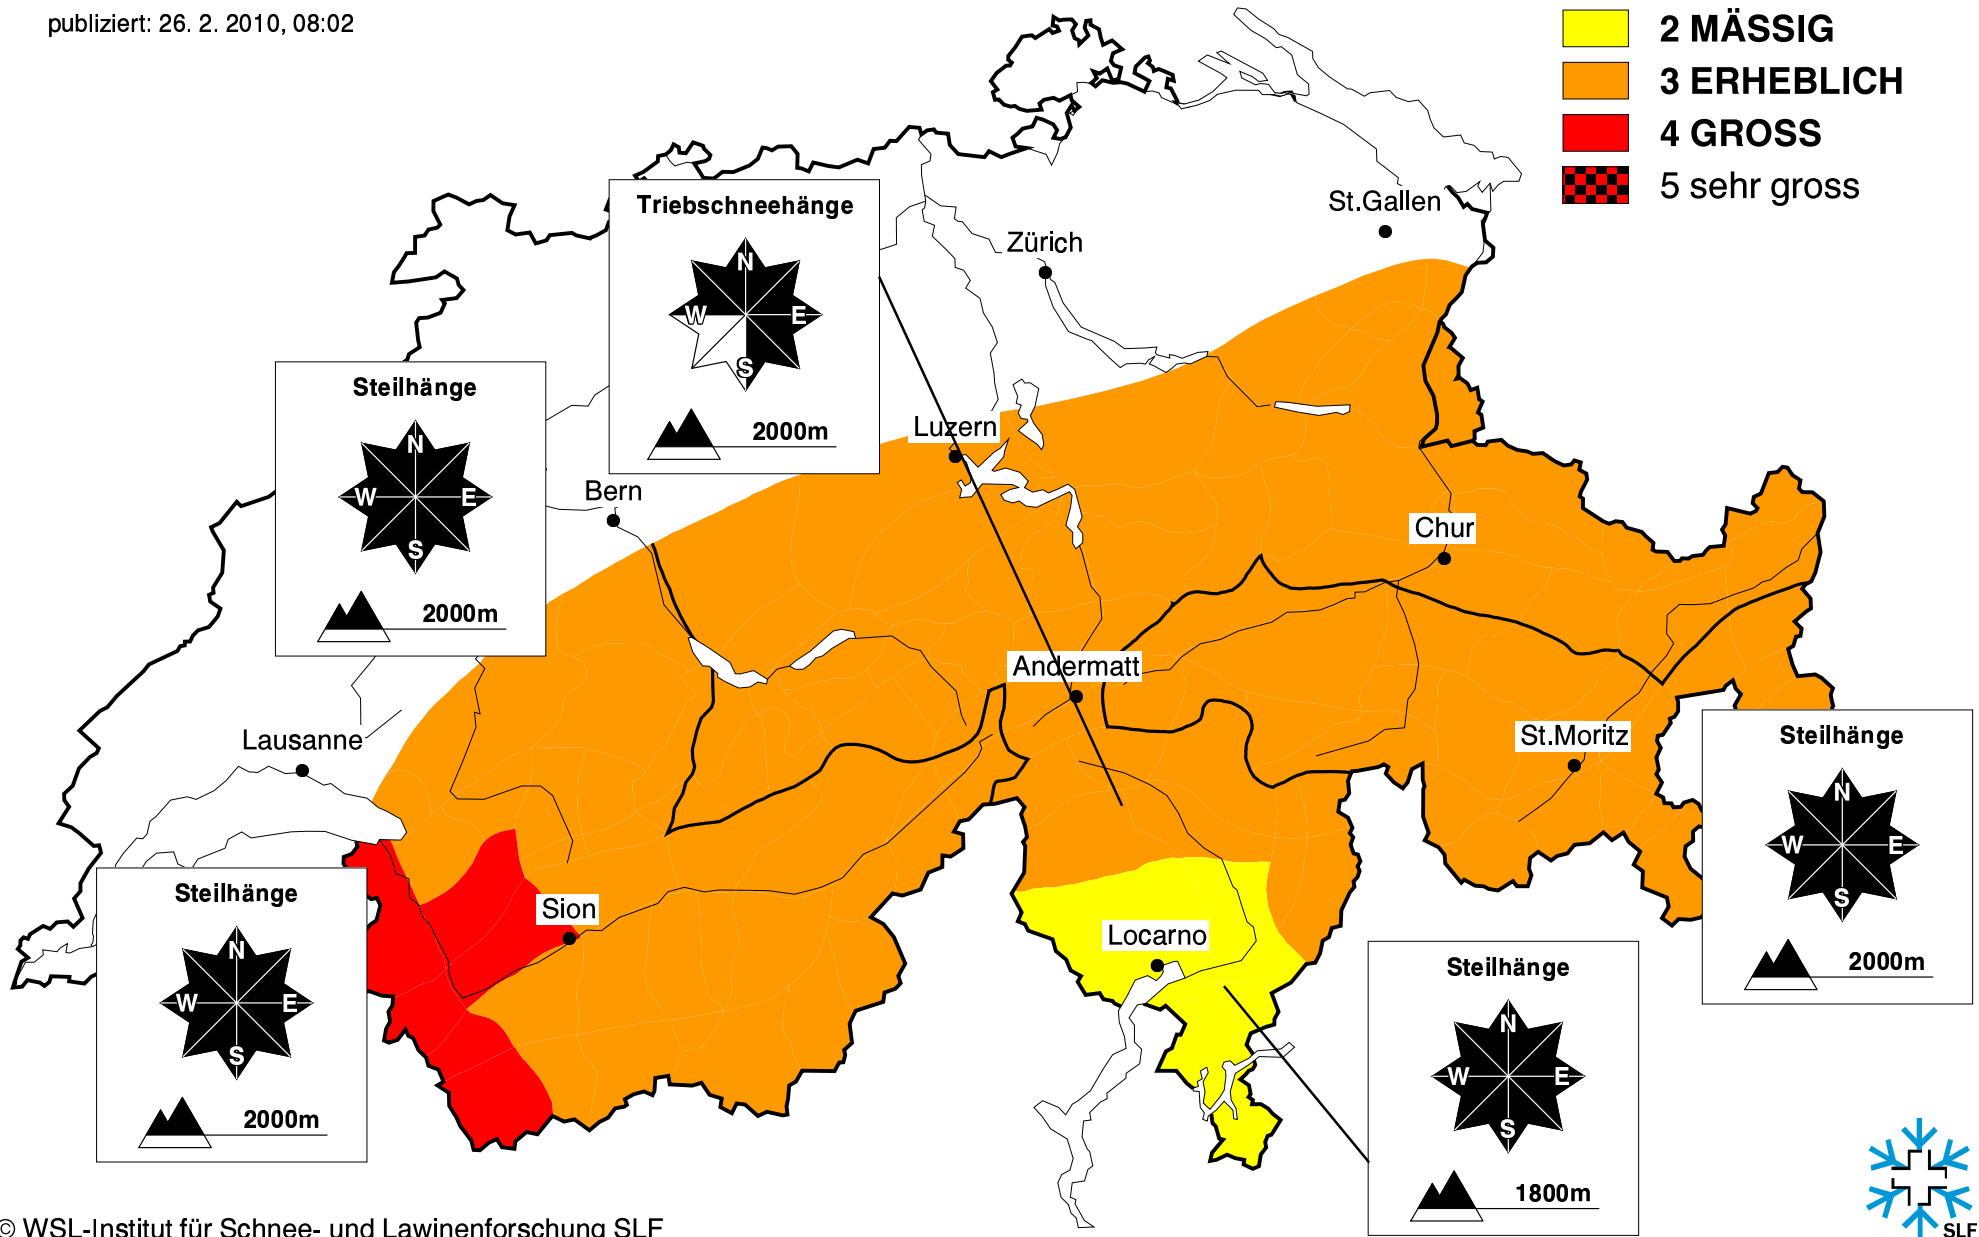 publiziert: 26. 2. 2010, 08:02
2 MÄSSIG
3 ERHEBLICH
4 GROSS
5 sehr gross
St.Gallen
Zürich
Triebschneehänge
N
W
E
S
2000m
Luzern
Steilhänge
N
W
E
S
2000m
Bern
Chur
Andermatt
St.Moritz
Lausanne
Steilhänge
N
W
E
S
2000m
Sion
Locarno
Steilhänge
N
W
E
S
2000m
Steilhänge
N
W
E
S
1800m
© WSL-Institut für Schnee- und Lawinenforschung SLF
SLF